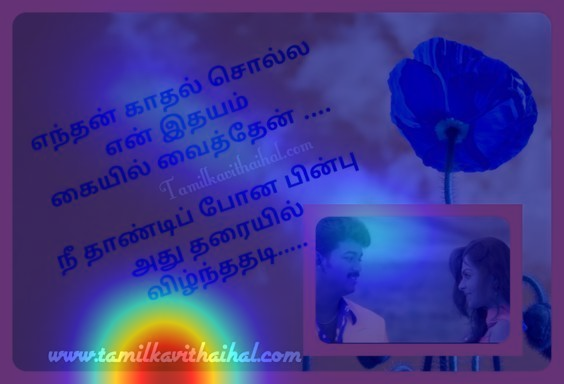 எந்தன் காதல் சொல்ல
என் இதயம்
கையில் வைத்தேன் ....
Tamilkavithaihal.com
நீ தாண்டிப் போன பின்பு
அது தரையில்
விழ்ந்ததடி.....
www.tamilkavithaihal.com